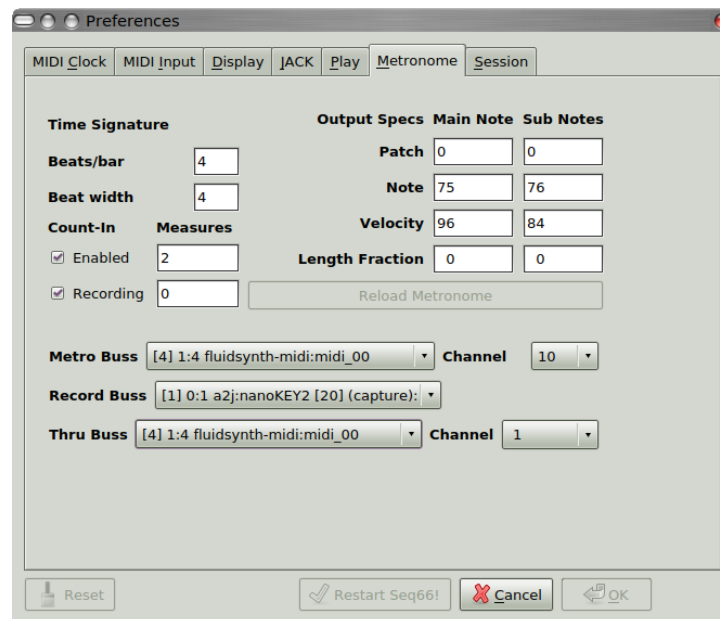 Preferences
MIDI Clock MIDI Input Display JACK Play Metronome Session
Time Signature Output Specs Main Note Sub Notes
Beats/bar 4 Patch 0 0
Beat width 4 Note 75 76
Count-In Measures Velocity 96 84
Enabled 2 Length Fraction 0 0
Recording 0 Reload Metronome
Metro Buss [4] 1:4 fluidsynth-midi:midi_00 Channel 10
Record Buss [1] 0:1 a2j:nanoKEY2 [20] (capture):
Thru Buss [4] 1:4 fluidsynth-midi:midi_00 Channel 1
Reset Restart Seq66! Cancel OK